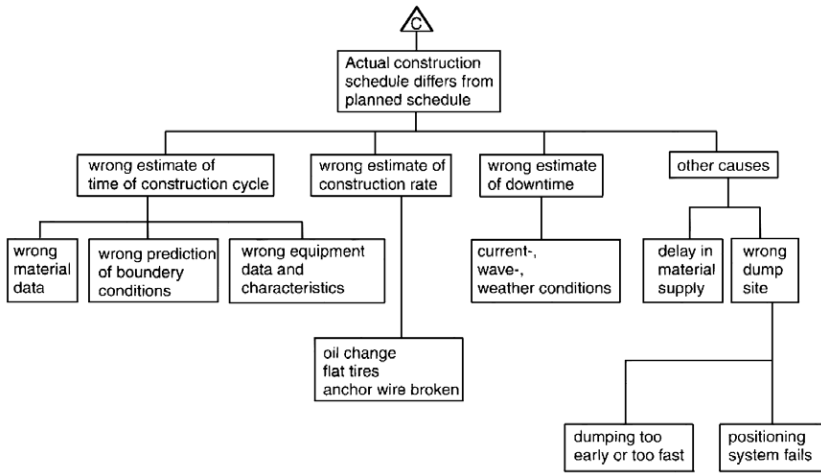 C
Actual construction
schedule differs from
planned schedule
wrong estimate of
time of construction cycle
wrong estimate of
construction rate
wrong estimate
of downtime
other causes
wrong
material
data
wrong prediction
of boundery
conditions
wrong equipment
data and
characteristics
current-,
wave-,
weather conditions
delay in
material
supply
wrong
dump
site
oil change
flat tires
anchor wire broken
dumping too
early or too fast
positioning
system fails